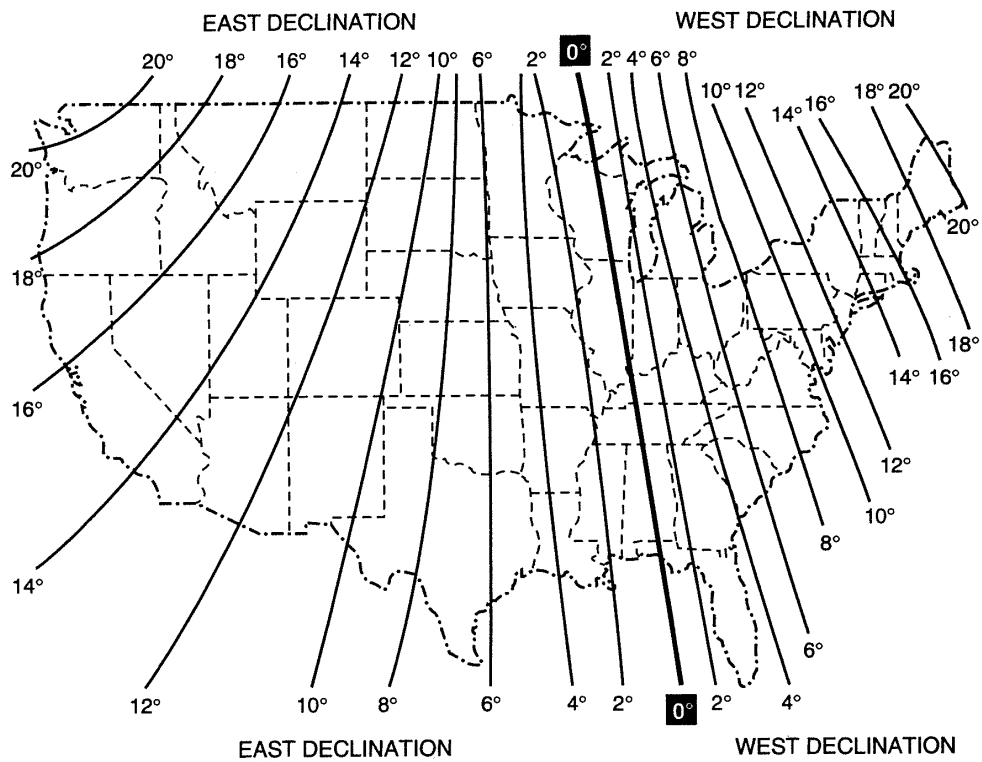 EAST DECLINATION
WEST DECLINATION
20° 18° 16° 14° 12° 10° 6° 2° 0° 2° 4° 6° 8°
10° 12° 14° 16° 18° 20°
20°
20°
18°
18°
16°
14° 16°
12°
10°
8°
14°
6°
12° 10° 8° 6° 4° 2° 0° 2° 4°
EAST DECLINATION
WEST DECLINATION